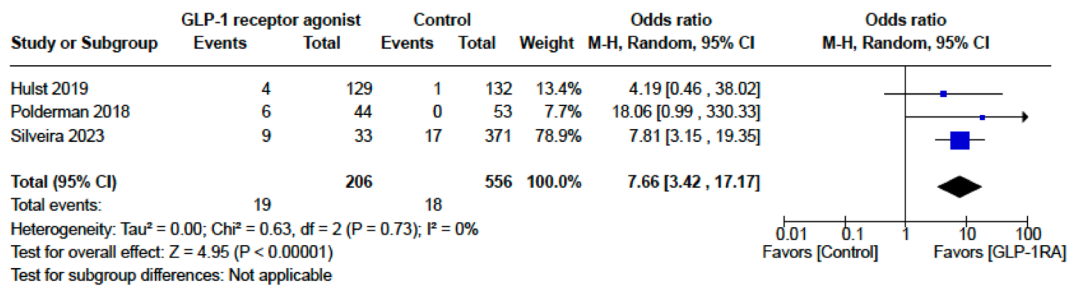 GLP-1 receptor agonist Control Odds ratio Odds ratio
Study or Subgroup Events Total Events Total Weight M-H, Random, 95% CI M-H, Random, 95% CI
Hulst 2019 4 129 1 132 13.4% 4.19 [0.46 , 38.02]
Polderman 2018 6 44 0 53 7.7% 18.06 [0.99 , 330.33]
Silveira 2023 9 33 17 371 78.9% 7.81 [3.15 , 19.35]
Total (95% CI) 206 556 100.0% 7.66 [3.42 , 17.17]
Total events: 19 18
Heterogeneity: Tau² = 0.00; Chi² = 0.63, df = 2 (P = 0.73); I² = 0%
Test for overall effect: Z = 4.95 (P < 0.00001)
Test for subgroup differences: Not applicable
0.01 0.1 1 10 100
Favors [Control] Favors [GLP-1RA]